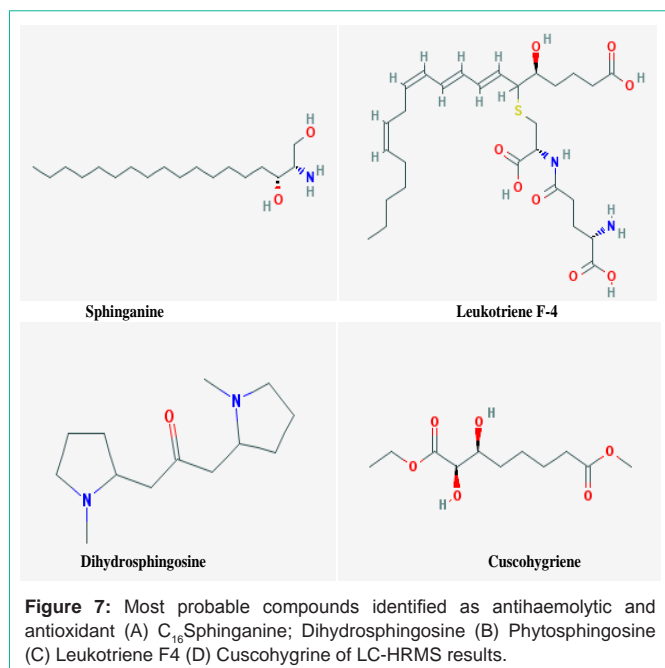 Sphinganine
Leukotriene F-4
Dihydrosphingosine
Cuscohygriene
Figure 7: Most probable compounds identified as antihaemolytic and
antioxidant (A) C₁₆Sphinganine; Dihydrosphingosine (B) Phytosphingosine
(C) Leukotriene F4 (D) Cuscohygrine of LC-HRMS results.